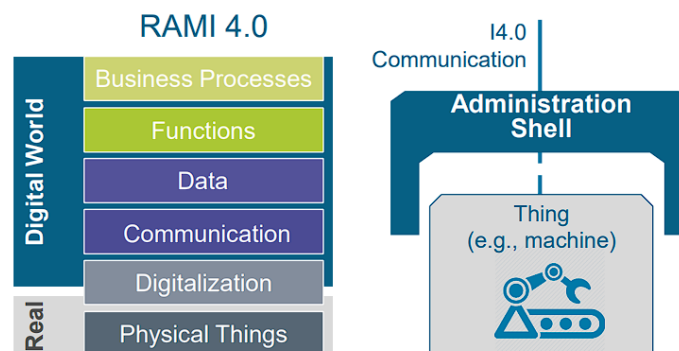 RAMI 4.0
Digital World
Business Processes
Functions
Data
Communication
Digitalization
Real
Physical Things
I4.0
Communication
Administration
Shell
Thing
(e.g., machine)